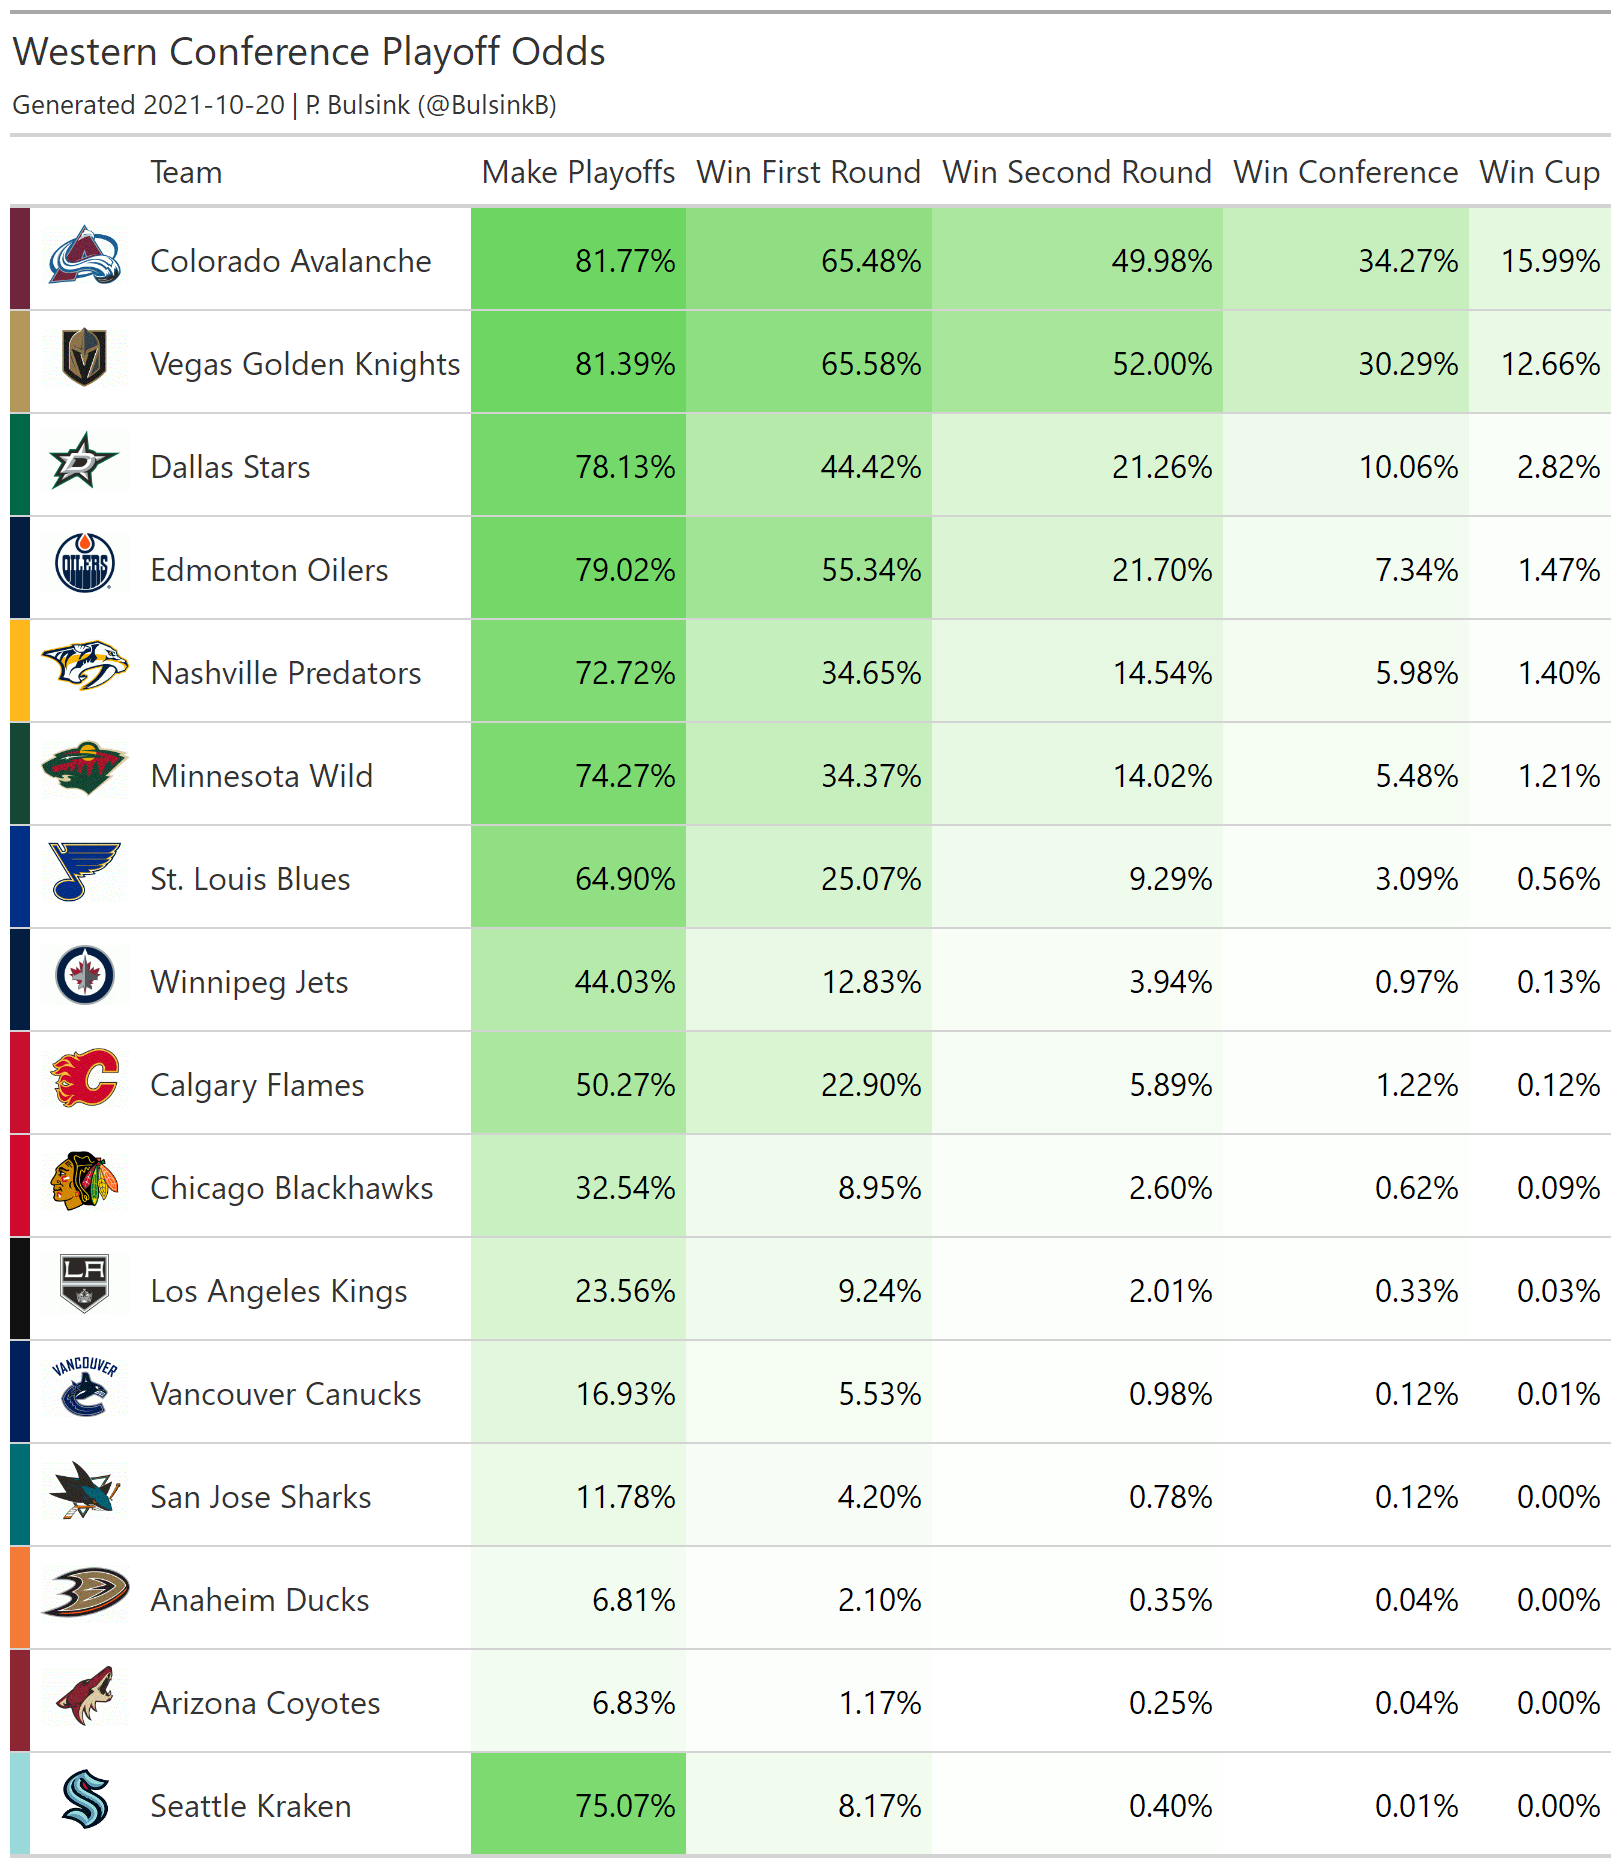 Western Conference Playoff Odds
Generated 2021-10-20 | P. Bulsink (@BulsinkB)
Team Make Playoffs Win First Round Win Second Round Win Conference Win Cup
Colorado Avalanche 81.77% 65.48% 49.98% 34.27% 15.99%
Vegas Golden Knights 81.39% 65.58% 52.00% 30.29% 12.66%
Dallas Stars 78.13% 44.42% 21.26% 10.06% 2.82%
OILERS Edmonton Oilers 79.02% 55.34% 21.70% 7.34% 1.47%
Nashville Predators 72.72% 34.65% 14.54% 5.98% 1.40%
Minnesota Wild 74.27% 34.37% 14.02% 5.48% 1.21%
St. Louis Blues 64.90% 25.07% 9.29% 3.09% 0.56%
Winnipeg Jets 44.03% 12.83% 3.94% 0.97% 0.13%
Calgary Flames 50.27% 22.90% 5.89% 1.22% 0.12%
Chicago Blackhawks 32.54% 8.95% 2.60% 0.62% 0.09%
LA Los Angeles Kings 23.56% 9.24% 2.01% 0.33% 0.03%
VANCOUVER Vancouver Canucks 16.93% 5.53% 0.98% 0.12% 0.01%
San Jose Sharks 11.78% 4.20% 0.78% 0.12% 0.00%
Anaheim Ducks 6.81% 2.10% 0.35% 0.04% 0.00%
Arizona Coyotes 6.83% 1.17% 0.25% 0.04% 0.00%
Seattle Kraken 75.07% 8.17% 0.40% 0.01% 0.00%